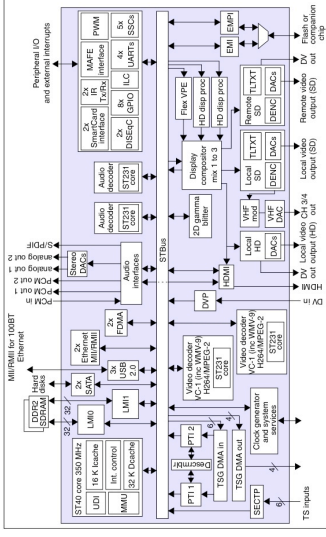 MII/RMII for 100BT
Ethernet
Hard
disks
DDR2
SDRAM
32
32
PCM in
PCM out 1
PCM out 2
analog out 1
analog out 2
S/PDIF
Peripheral I/O
and external interrupts
ST40 core 350 MHz
UDI
16 K Icache
Int. control
MMU
32 K Dcache
LMI0
LMI1
2x
SATA
3x
USB
2.0
2x
Ethernet
MII/RMII
2x
FDMA
Audio
interfaces
Stereo
DACs
Audio
decoder
ST231
core
Audio
decoder
ST231
core
2x
SmartCard
interface
2x
IR
Tx/Rx
MAFE
interface
PWM
2x
DISEqC
8x
GPIO
ILC
4x
UARTs
5x
SSCs
STBus
EMPI
EMI
Flash or
companion
chip
Flex VPE
HD disp proc
HD disp proc
Display
compositor
mix 1 to 3
2D gamma
blitter
Remote
SD
TLTXT
DACs
DENC
DV
out
Remote video
output (SD)
Local
SD
TLTXT
DENC
DACs
Local video
output (SD)
VHF
mod
VHF
DAC
CH 3/4
out
Local
HD
DACs
Local video
output (HD)
DV
out
HDMI
HDMI
DVP
DV in
Video decoder
VC-1 (inc WMV-9)
H264/MPEG-2
ST231
core
Video decoder
VC-1 (inc WMV-9)
H264/MPEG-2
ST231
core
PTI 1
PTI 2
Descrmblr
TSG DMA in
TSG DMA out
4
6
Clock generator
and system
services
SECTP
6
4
TS inputs